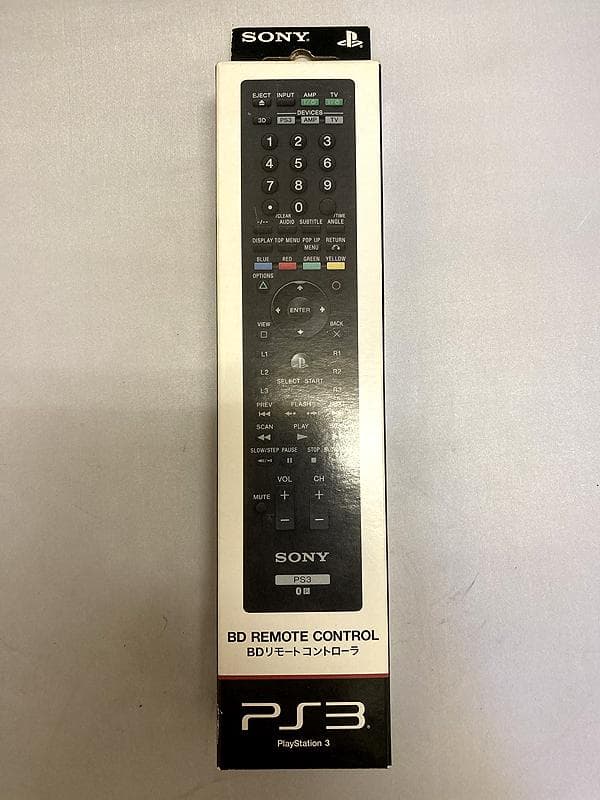 SONY
EJECT INPUT AMP TV
I/⏻ I/⏻
DEVICES
3D PS3 AMP TV
1 2 3
4 5 6
7 8 9
• 0
/CLEAR /TIME
-/-- AUDIO SUBTITLE ANGLE
DISPLAY TOP MENU POP UP MENU RETURN
BLUE RED GREEN YELLOW
OPTIONS
ENTER
VIEW BACK
L1 R1
L2 R2
L3 R3
SELECT START
PREV FLASH
SCAN PLAY
SLOW/STEP PAUSE STOP
VOL CH
MUTE + +
− −
SONY
PS3
BD REMOTE CONTROL
BDリモートコントローラ
PS3
PlayStation 3